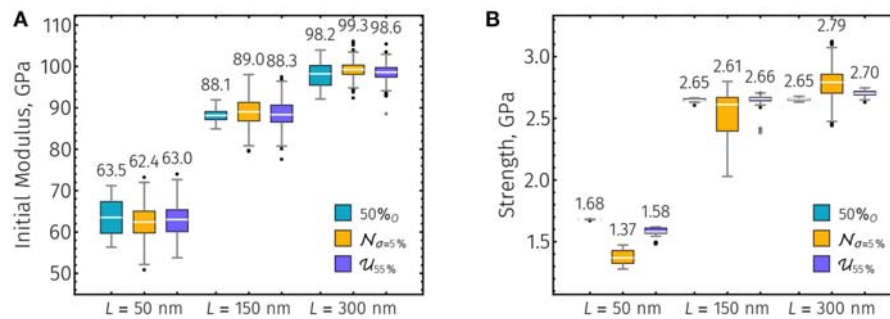 A
B
Initial Modulus, GPa
110
100
90
80
70
60
50
63.5 62.4 63.0
88.1 89.0 88.3
98.2 99.3 98.6
50%O
Nσ=5%
U55%
L = 50 nm L = 150 nm L = 300 nm
Strength, GPa
3.0
2.5
2.0
1.5
1.68 1.37 1.58
2.65 2.61 2.66
2.65 2.79 2.70
50%O
Nσ=5%
U55%
L = 50 nm L = 150 nm L = 300 nm